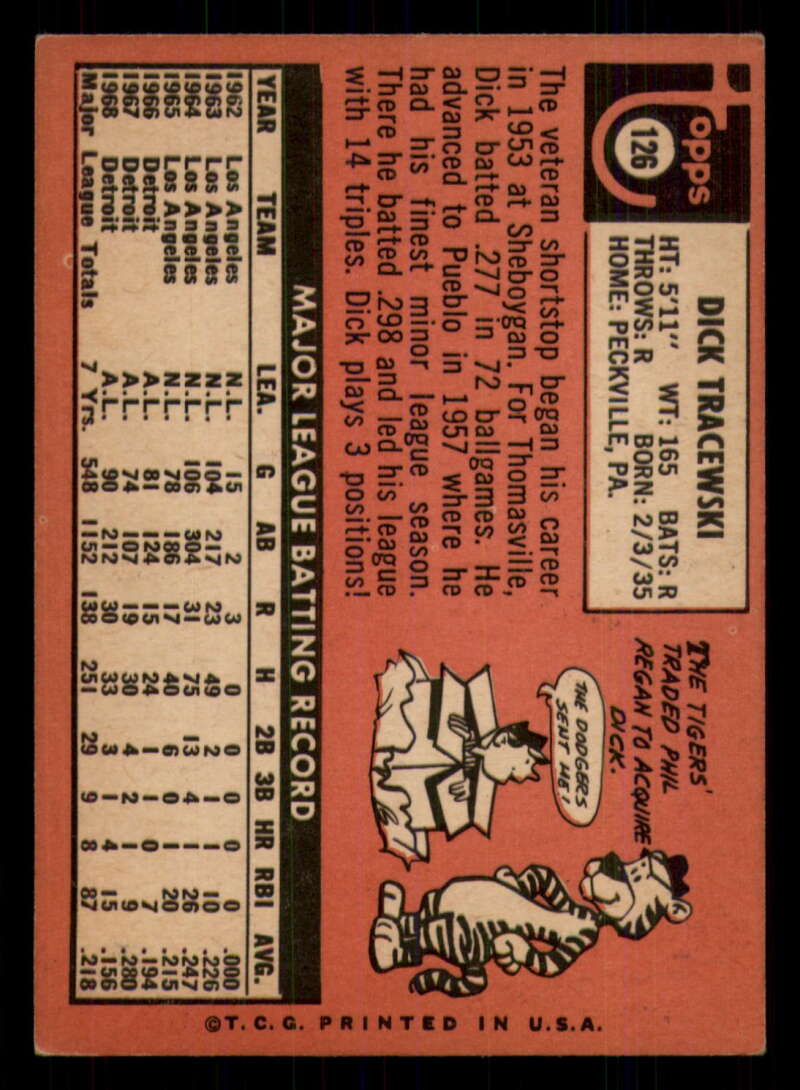 Topps
126
DICK TRACEWSKI
HT: 5'11" WT: 165 BATS: R
THROWS: R BORN: 2/3/35
HOME: PECKVILLE, PA.
The veteran shortstop began his career
in 1953 at Sheboygan. For Thomasville,
Dick batted .277 in 72 ballgames. He
advanced to Pueblo in 1957 where he
had his finest minor league season.
There he batted .298 and led his league
with 14 triples. Dick plays 3 positions!
THE TIGERS'
TRADED PHIL
REGAN TO ACQUIRE
DICK.
THE DODGERS
SENT ME!
MAJOR LEAGUE BATTING RECORD
YEAR TEAM LEA. G AB R H 2B 3B HR RBI AVG.
1962 Los Angeles N.L. 15 2 3 0 0 0 0 0 .000
1963 Los Angeles N.L. 104 217 23 49 2 1 1 10 .226
1964 Los Angeles N.L. 106 304 31 75 13 4 1 26 .247
1965 Los Angeles N.L. 78 186 17 40 6 0 1 20 .215
1966 Detroit A.L. 81 124 15 24 1 1 0 7 .194
1967 Detroit A.L. 74 107 19 30 4 2 1 9 .280
1968 Detroit A.L. 90 212 30 33 3 1 4 15 .156
Major League Totals 7 Yrs. 548 1152 138 251 29 9 8 87 .218
©T.C.G. PRINTED IN U.S.A.